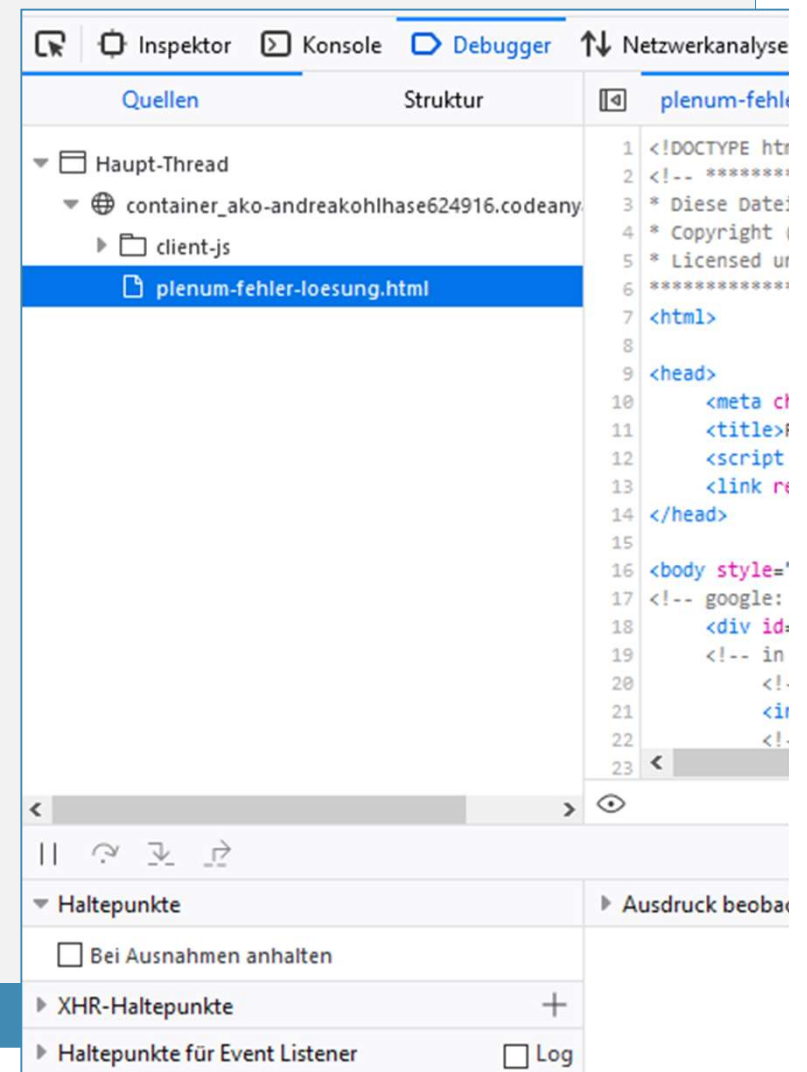 Inspektor Konsole Debugger Netzwerkanalyse
Quellen Struktur plenum-fehle
Haupt-Thread
container_ako-andreakohlhase624916.codeany
client-js
plenum-fehler-loesung.html
1 <!DOCTYPE htm
2 <!-- **********
3 * Diese Datei
4 * Copyright (
5 * Licensed un
6 *************
7 <html>
8
9 <head>
10 <meta ch
11 <title>
12 <script
13 <link re
14 </head>
15
16 <body style="
17 <!-- google:
18 <div id=
19 <!-- in
20 <!-
21 <im
22 <!-
23
Haltepunkte
Ausdruck beobac
Bei Ausnahmen anhalten
XHR-Haltepunkte +
Haltepunkte für Event Listener Log